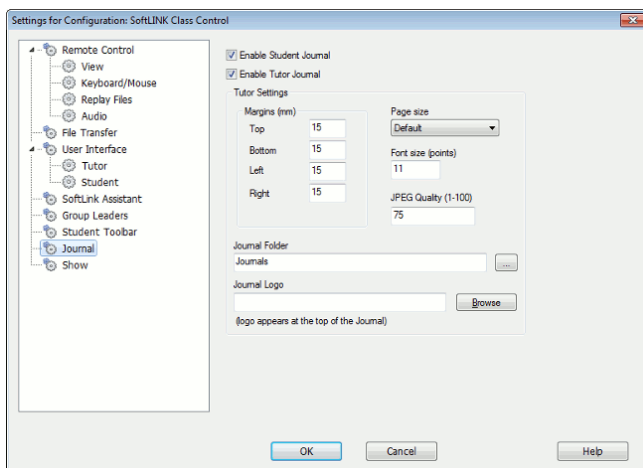 Settings for Configuration: SoftLINK Class Control
Remote Control
View
Keyboard/Mouse
Replay Files
Audio
File Transfer
User Interface
Tutor
Student
SoftLink Assistant
Group Leaders
Student Toolbar
Journal
Show
Enable Student Journal
Enable Tutor Journal
Tutor Settings
Margins (mm)
Top 15
Bottom 15
Left 15
Right 15
Page size
Default
Font size (points)
11
JPEG Quality (1-100)
75
Journal Folder
Journals
...
Journal Logo
Browse
(logo appears at the top of the Journal)
OK Cancel Help